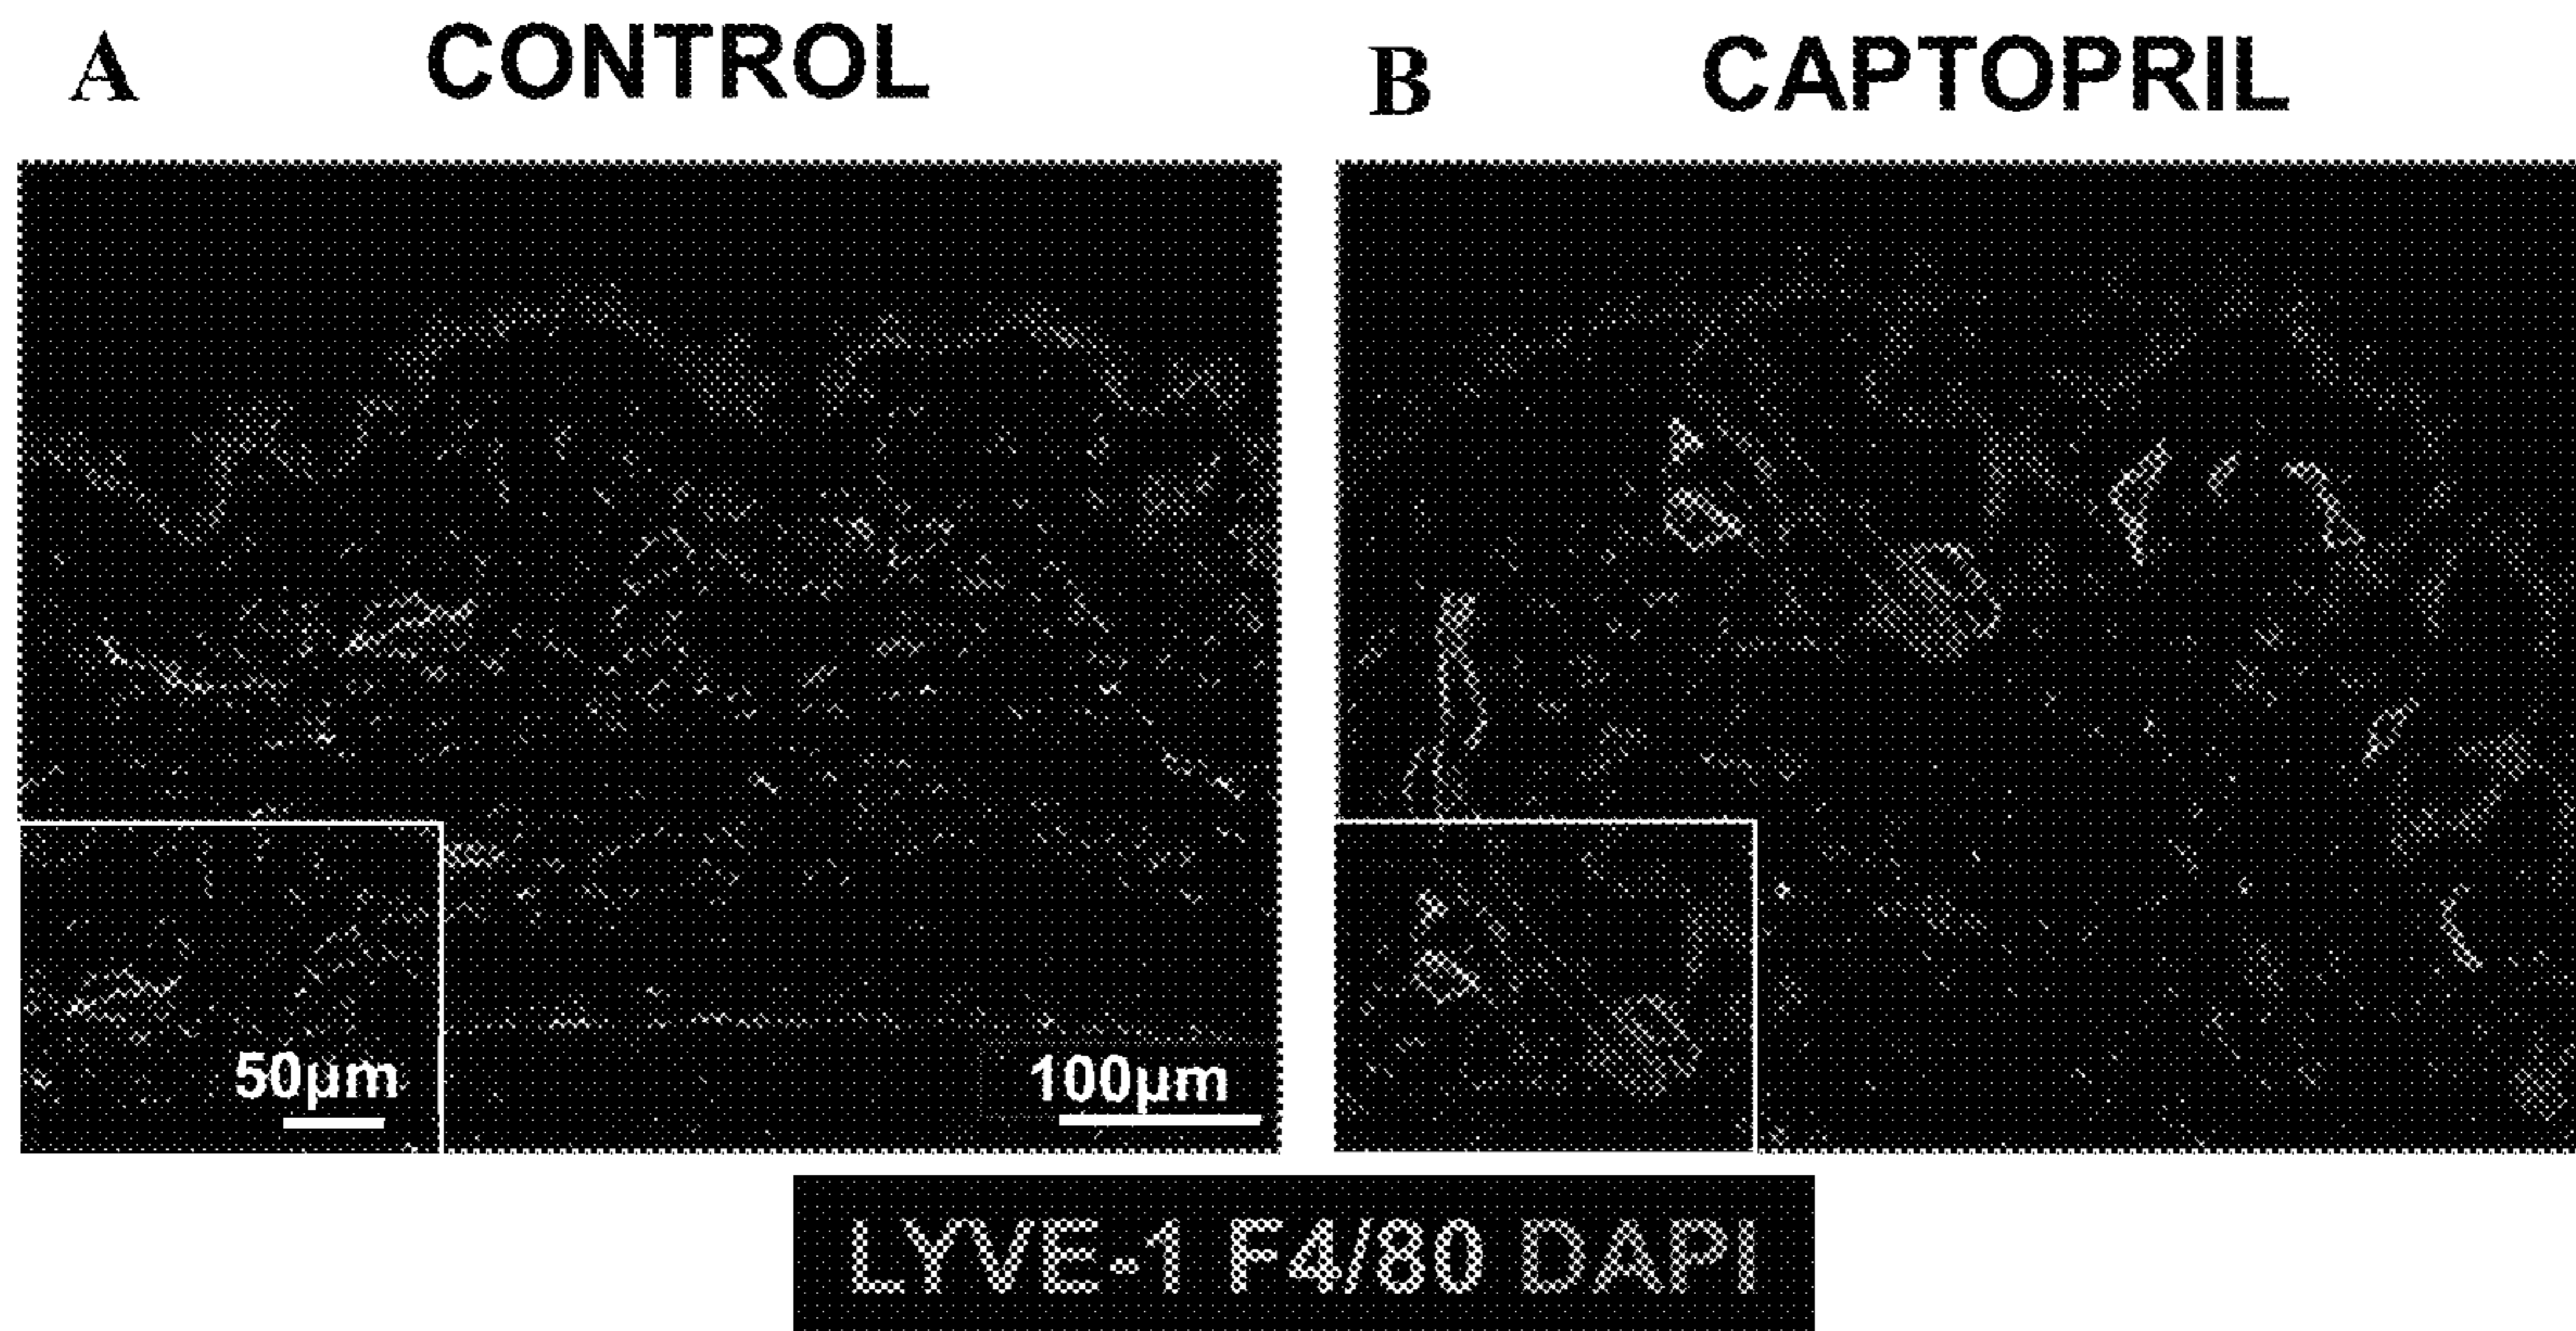 A CONTROL
B CAPTOPRIL
50µm
100µm
LYVE-1 F4/80 DAPI